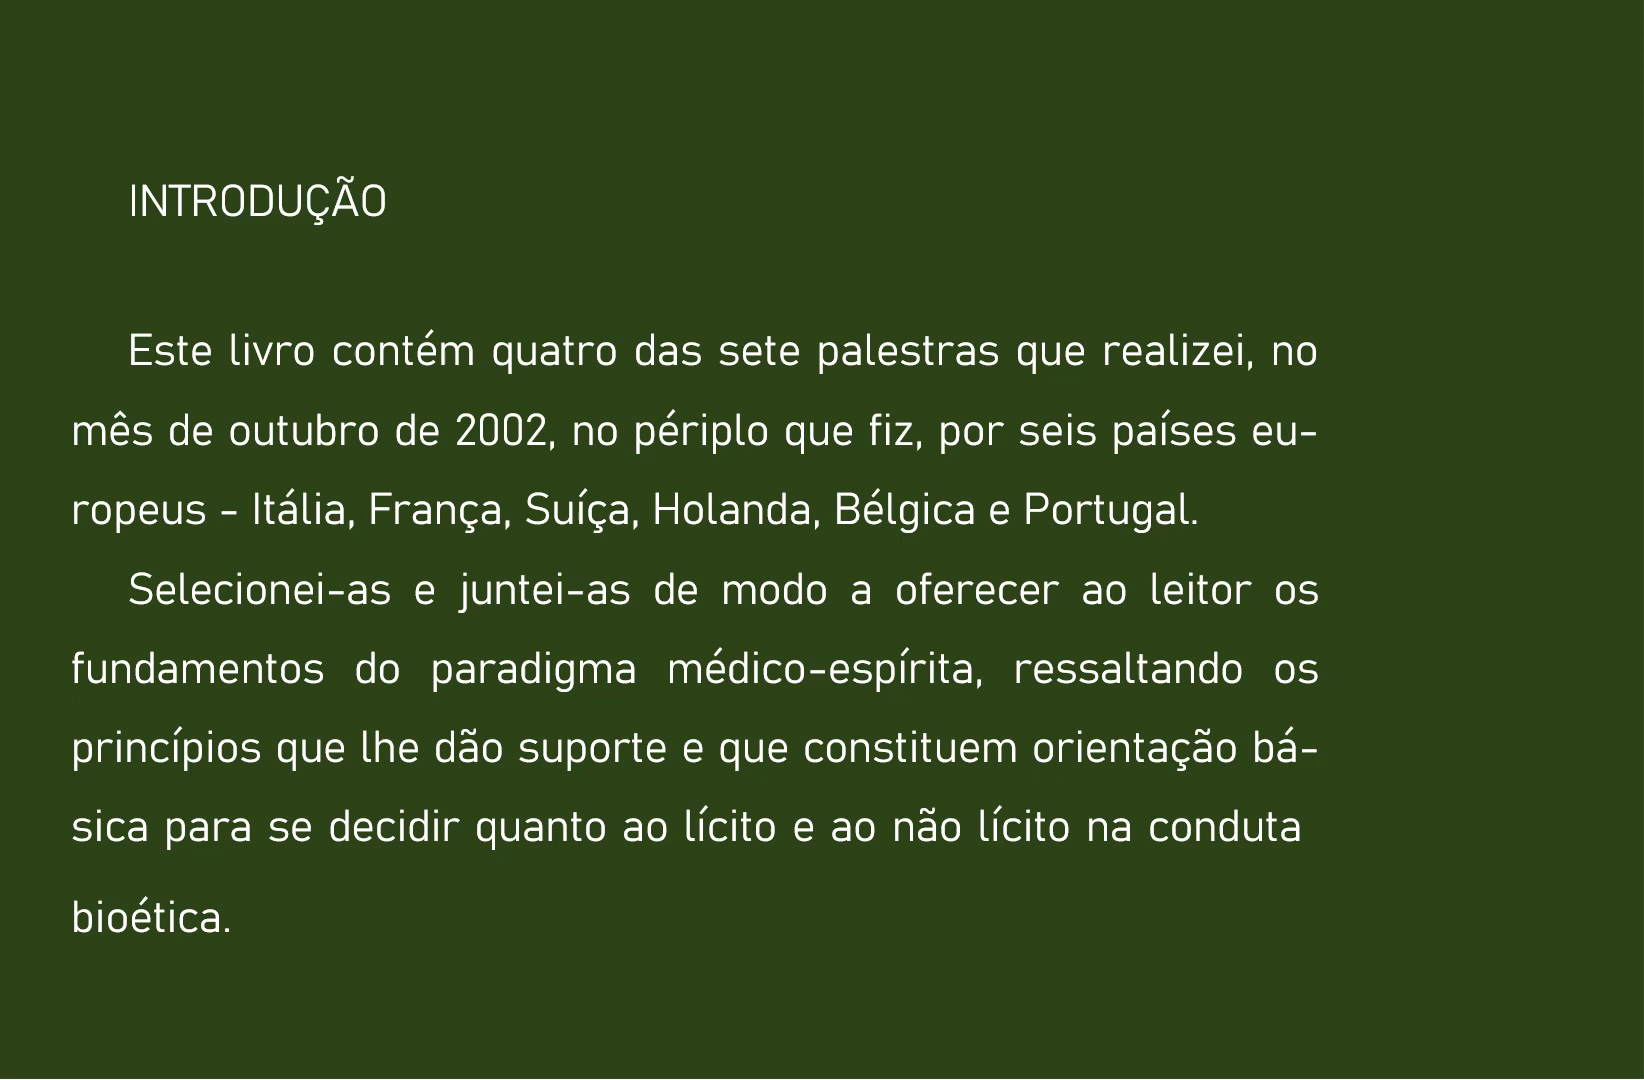 INTRODUÇÃO
Este livro contém quatro das sete palestras que realizei, no
mês de outubro de 2002, no périplo que fiz, por seis países eu-
ropeus - Itália, França, Suíça, Holanda, Bélgica e Portugal.
Selecionei-as e juntei-as de modo a oferecer ao leitor os
fundamentos do paradigma médico-espírita, ressaltando os
princípios que lhe dão suporte e que constituem orientação bá-
sica para se decidir quanto ao lícito e ao não lícito na conduta
bioética.